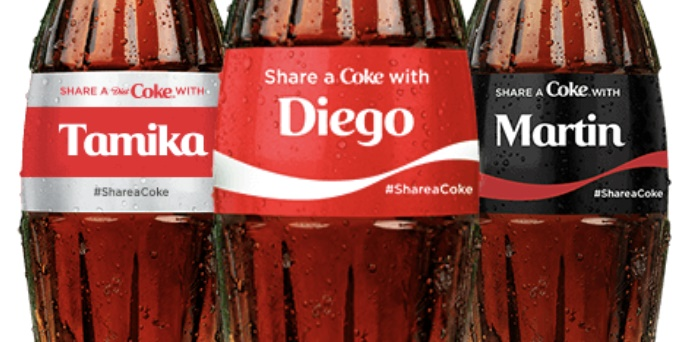 SHARE A Diet Coke WITH
Tamika
#ShareaCoke
Share a Coke with
Diego
#ShareaCoke
SHARE A Coke WITH
Martin
#ShareaCoke